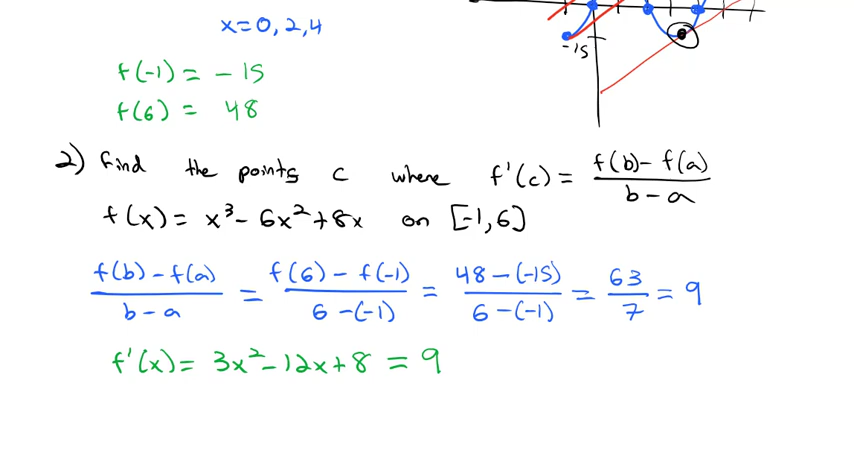 x=0,2,4
-15
f(-1) = -15
f(6) = 48
2) Find the points c where f'(c) = (f(b) - f(a))/(b - a)
f(x) = x³ - 6x² + 8x on [-1,6]
(f(b) - f(a))/(b - a) = (f(6) - f(-1))/(6 - (-1)) = (48 - (-15))/(6 - (-1)) = 63/7 = 9
f'(x) = 3x² - 12x + 8 = 9